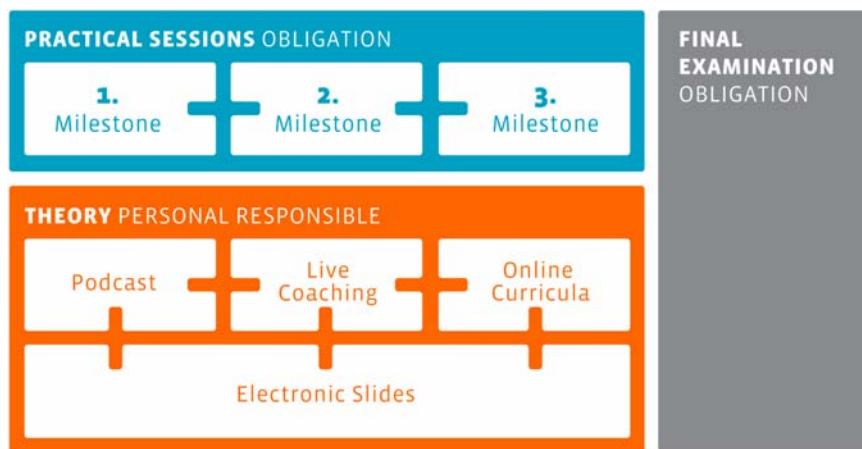 PRACTICAL SESSIONS OBLIGATION
1.
Milestone
2.
Milestone
3.
Milestone
THEORY PERSONAL RESPONSIBLE
Podcast
Live
Coaching
Online
Curricula
Electronic Slides
FINAL
EXAMINATION
OBLIGATION